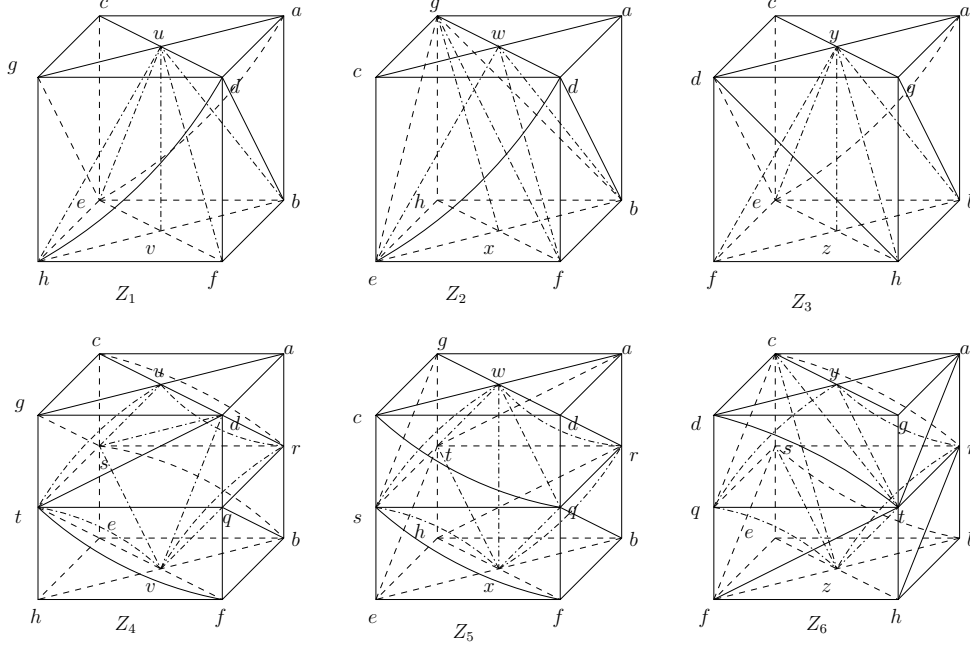 c a g a c a
u w y
g c d
d d g
e b h b e
v x z
h f e f f h
Z₁ Z₂ Z₃
c a g a c a
u w y
g c d
d d g
s r t r s r
t q s q q t
e b h b e
v x z
h f e f f h
Z₄ Z₅ Z₆